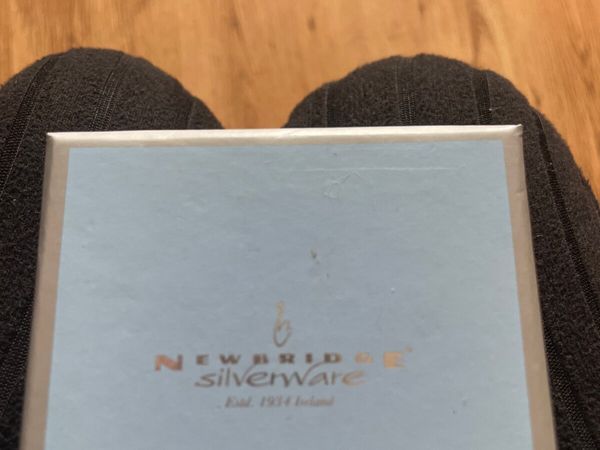 NEWBRIDGE
silverware
Estd. 1934 Ireland